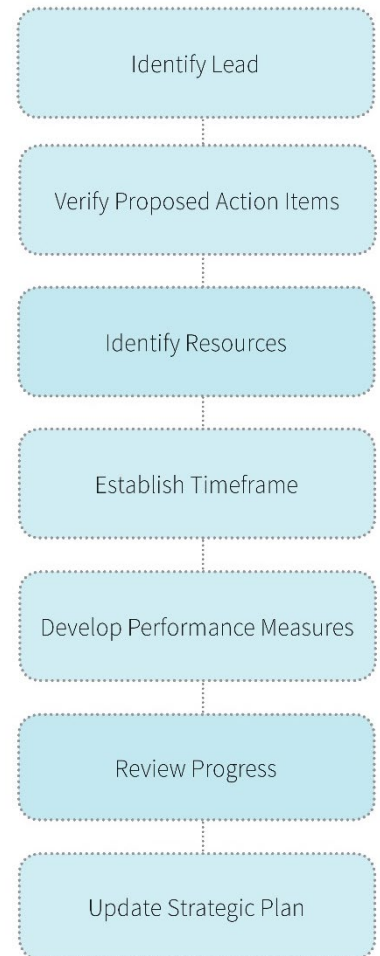 Identify Lead
Verify Proposed Action Items
Identify Resources
Establish Timeframe
Develop Performance Measures
Review Progress
Update Strategic Plan